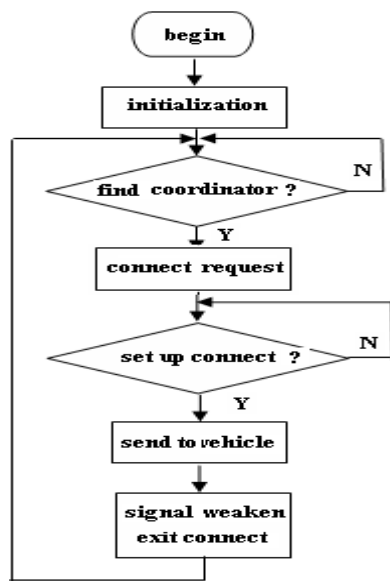 begin
initialization
N
find coordinator ?
Y
connect request
N
set up connect ?
Y
send to vehicle
signal weaken
exit connect